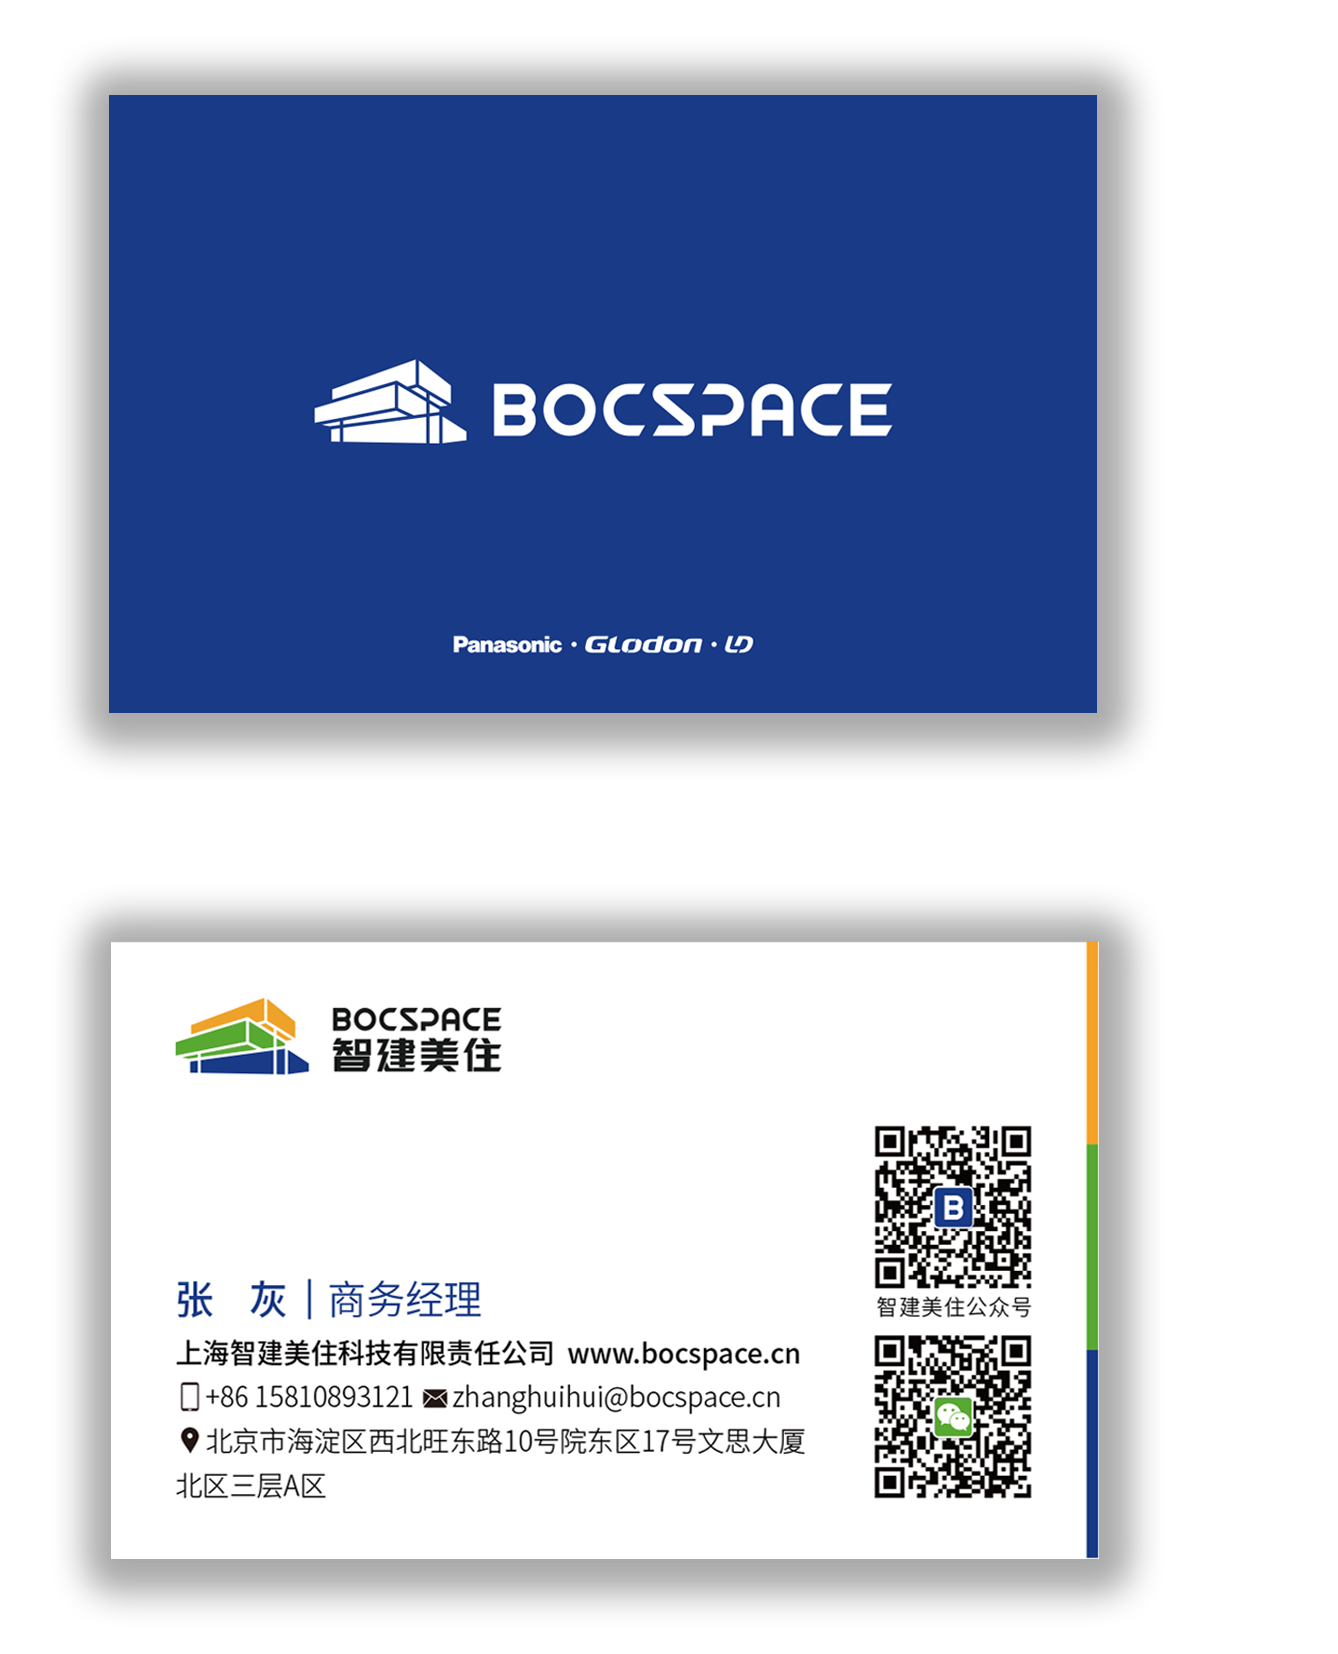 BOCSPACE
Panasonic · GLodon · LD
BOCSPACE
智建美住
B
智建美住公众号
张 灰｜商务经理
上海智建美住科技有限责任公司 www.bocspace.cn
+86 15810893121 zhanghuihui@bocspace.cn
北京市海淀区西北旺东路10号院东区17号文思大厦
北区三层A区